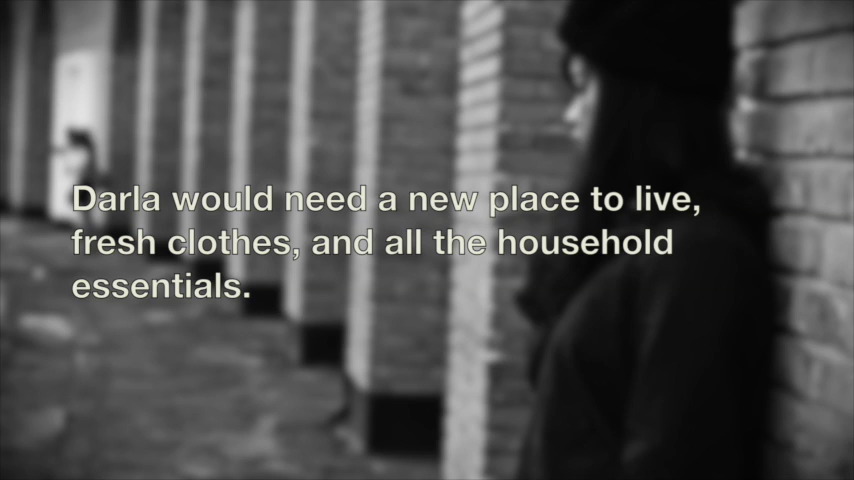 Darla would need a new place to live,
fresh clothes, and all the household
essentials.